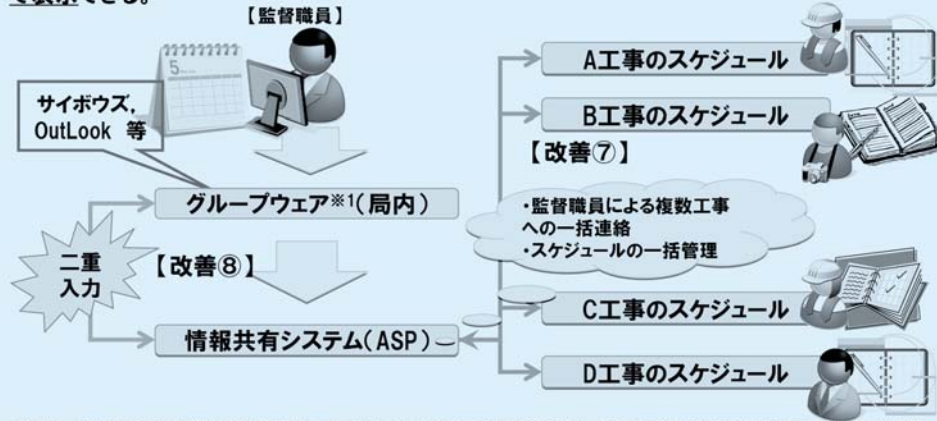 で表示できる。
【監督職員】
5
サイボウズ,
OutLook 等
グループウェア※1(局内)
二重
入力
【改善⑧】
情報共有システム(ASP)
A工事のスケジュール
B工事のスケジュール
【改善⑦】
・監督職員による複数工事
への一括連絡
・スケジュールの一括管理
C工事のスケジュール
D工事のスケジュール